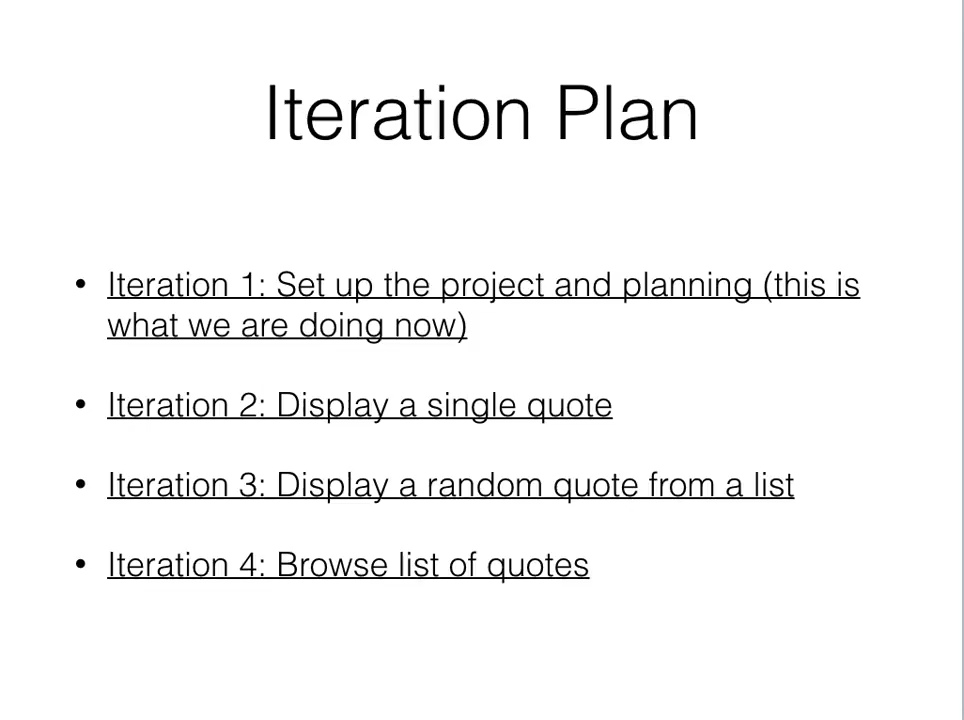 Iteration Plan
• Iteration 1: Set up the project and planning (this is
what we are doing now)
• Iteration 2: Display a single quote
• Iteration 3: Display a random quote from a list
• Iteration 4: Browse list of quotes